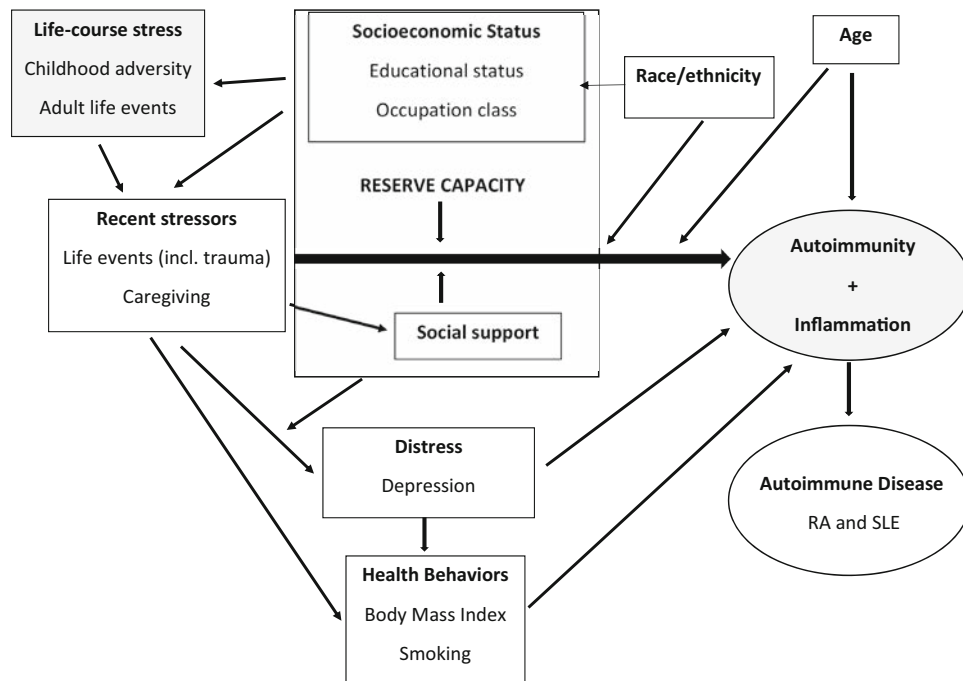 Life-course stress
Childhood adversity
Adult life events
Socioeconomic Status
Educational status
Occupation class
Race/ethnicity
Age
RESERVE CAPACITY
Recent stressors
Life events (incl. trauma)
Caregiving
Social support
Autoimmunity
+
Inflammation
Distress
Depression
Autoimmune Disease
RA and SLE
Health Behaviors
Body Mass Index
Smoking